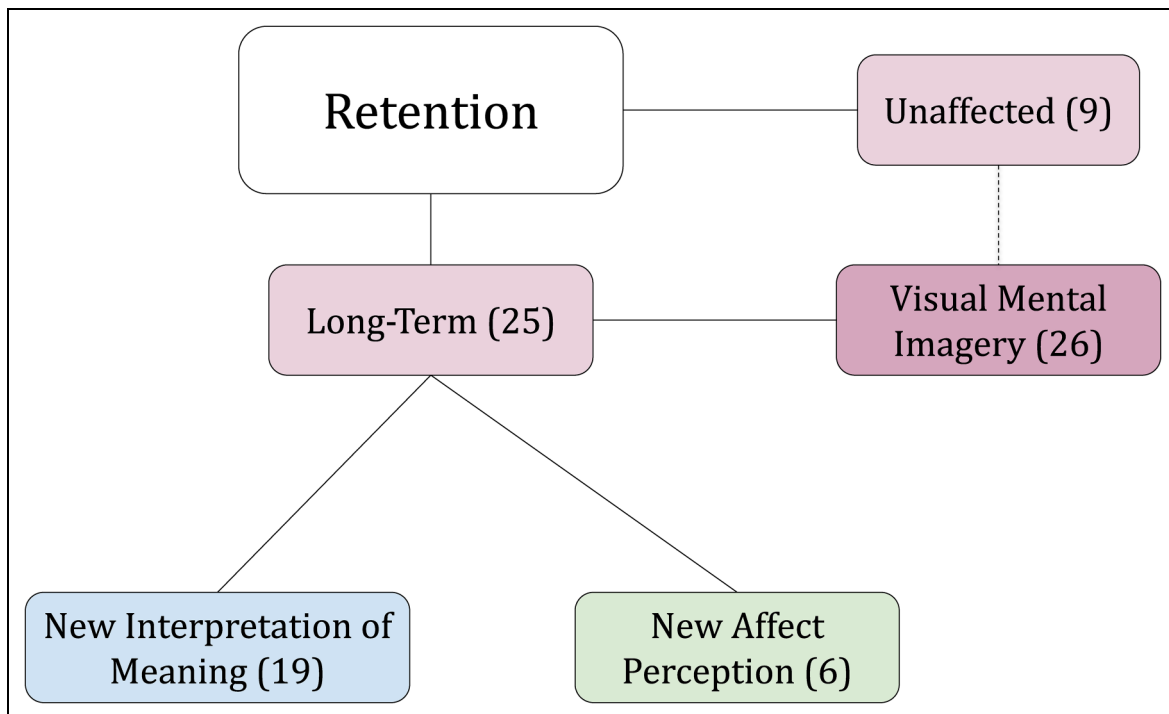 Retention
Unaffected (9)
Long-Term (25)
Visual Mental
Imagery (26)
New Interpretation of
Meaning (19)
New Affect
Perception (6)